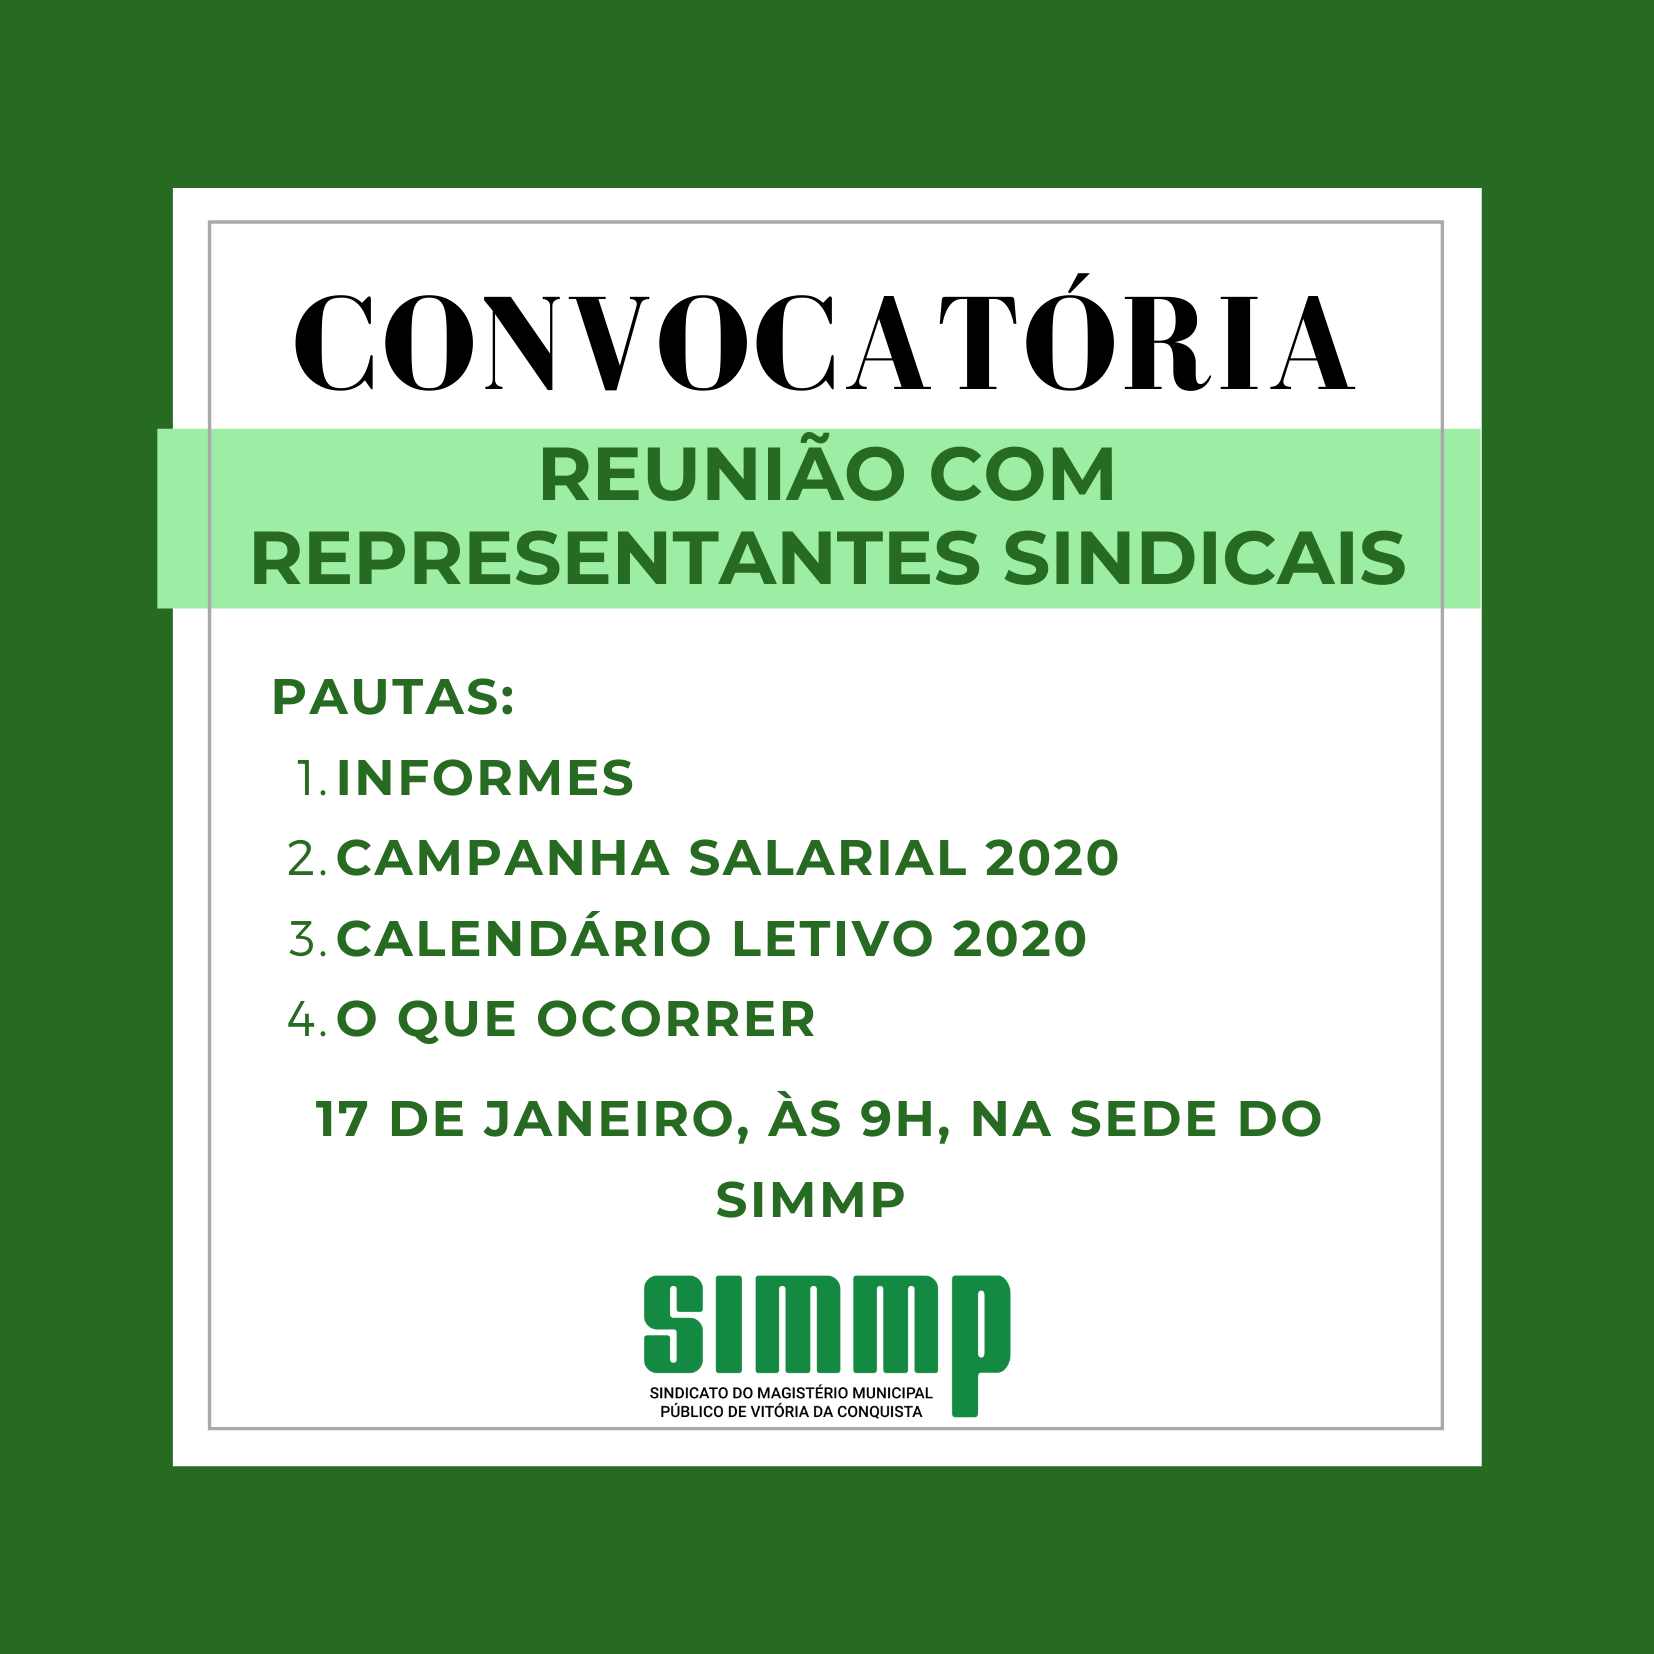 CONVOCATÓRIA
REUNIÃO COM
REPRESENTANTES SINDICAIS
PAUTAS:
1. INFORMES
2. CAMPANHA SALARIAL 2020
3. CALENDÁRIO LETIVO 2020
4. O QUE OCORRER
17 DE JANEIRO, ÀS 9H, NA SEDE DO
SIMMP
simmp
SINDICATO DO MAGISTÉRIO MUNICIPAL
PÚBLICO DE VITÓRIA DA CONQUISTA